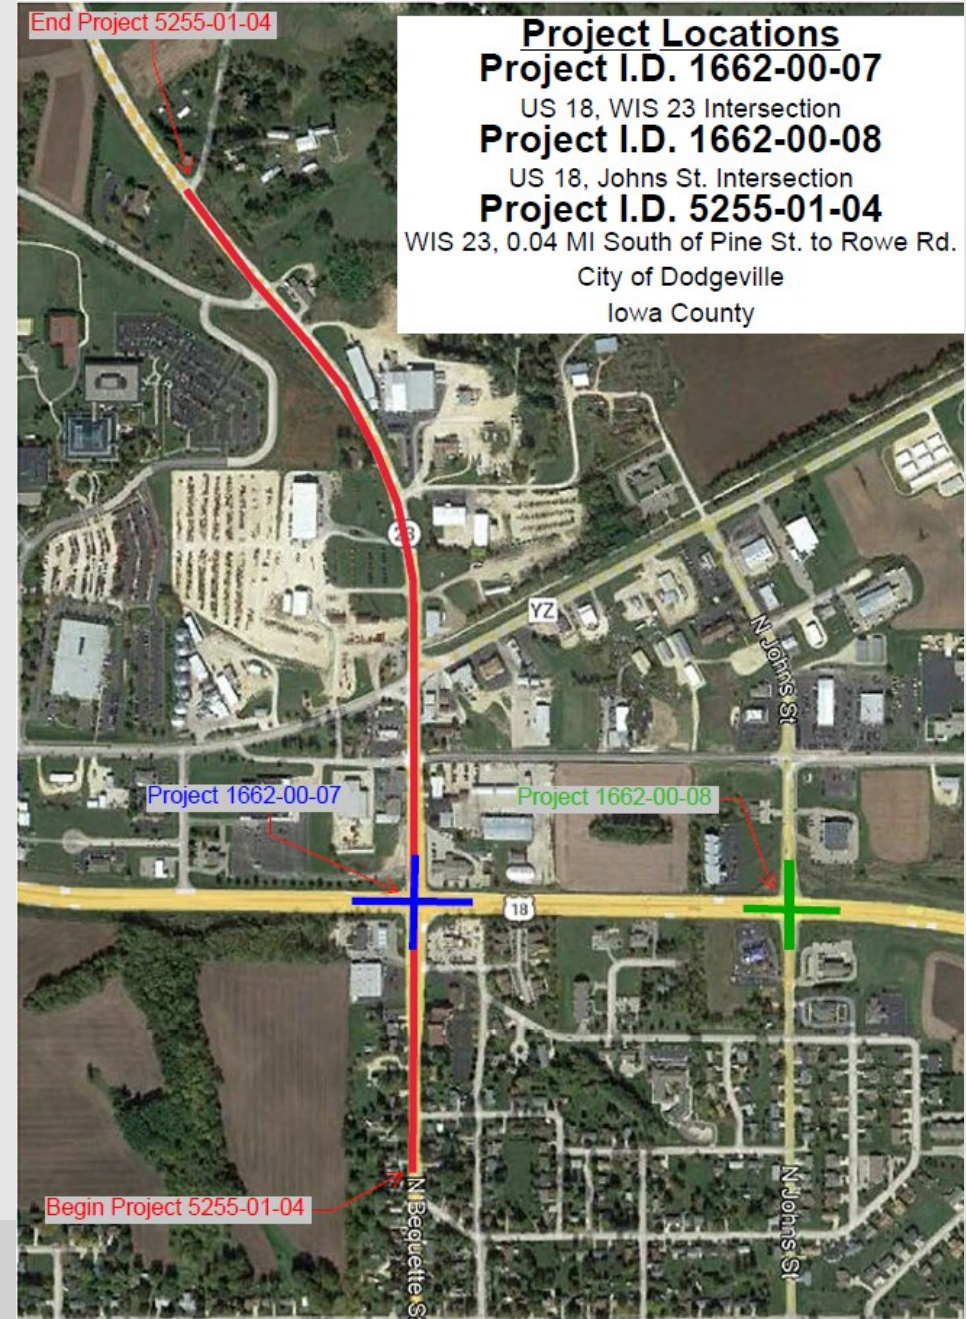 End Project 5255-01-04
Project Locations
Project I.D. 1662-00-07
US 18, WIS 23 Intersection
Project I.D. 1662-00-08
US 18, Johns St. Intersection
Project I.D. 5255-01-04
WIS 23, 0.04 MI South of Pine St. to Rowe Rd.
City of Dodgeville
Iowa County
23
YZ
N Johns St
Project 1662-00-07
Project 1662-00-08
18
Begin Project 5255-01-04
N Bequette S
N Johns St